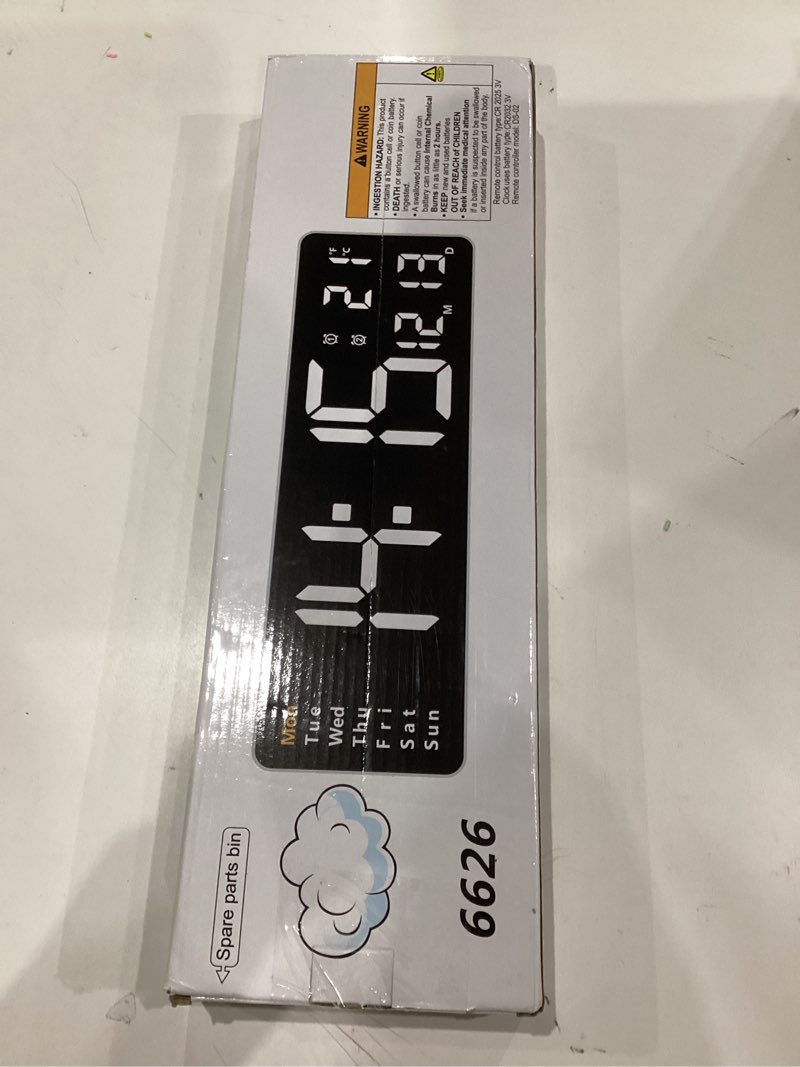 Spare parts bin
6626
Mon
Tue
Wed
Thu
Fri
Sat
Sun
14:16
1
2
21
°F
°C
12 13
M
D
WARNING
• INGESTION HAZARD: This product
contains a button cell or coin battery.
• DEATH or serious injury can occur if
ingested.
• A swallowed button cell or coin
battery can cause Internal Chemical
Burns in as little as 2 hours.
• KEEP new and used batteries
OUT OF REACH of CHILDREN
• Seek immediate medical attention
if a battery is suspected to be swallowed
or inserted inside any part of the body.
Remote control battery type:CR 2025 3V
Clock uses battery type:CR2032 3V
Remote controller model: DS-02